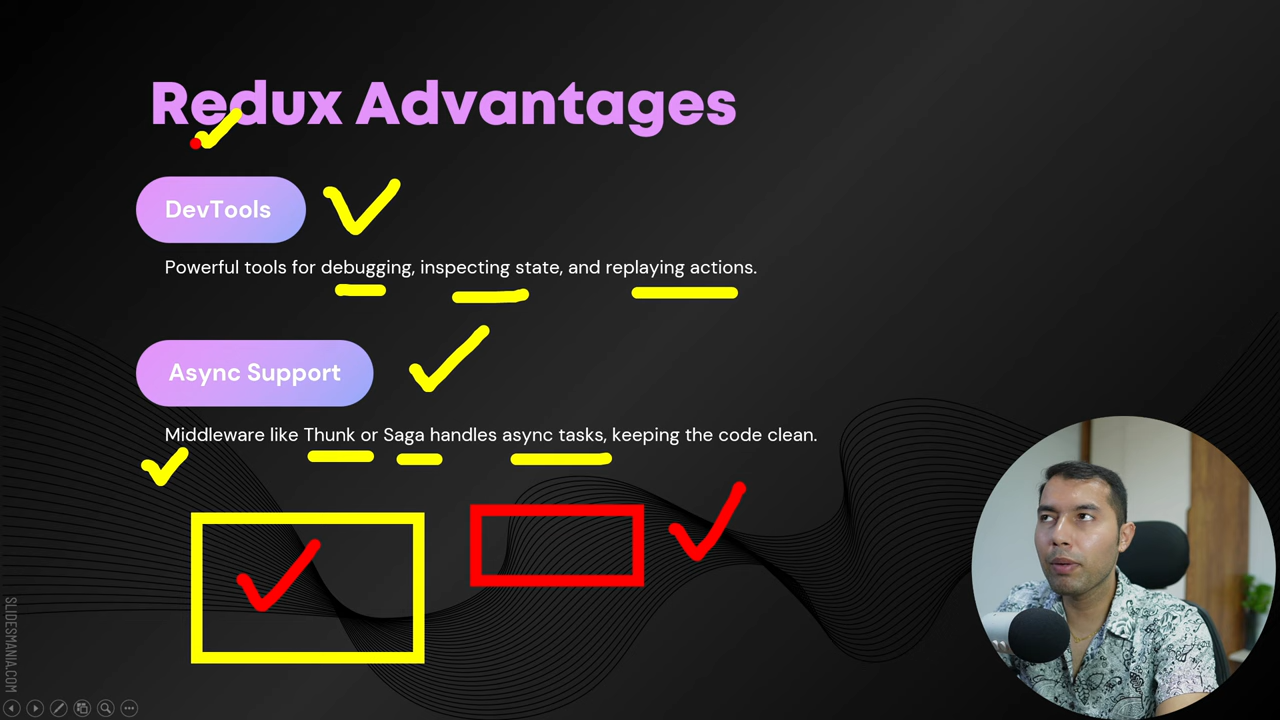 Redux Advantages
DevTools
Powerful tools for debugging, inspecting state, and replaying actions.
Async Support
Middleware like Thunk or Saga handles async tasks, keeping the code clean.
SLIDESMANIA.COM